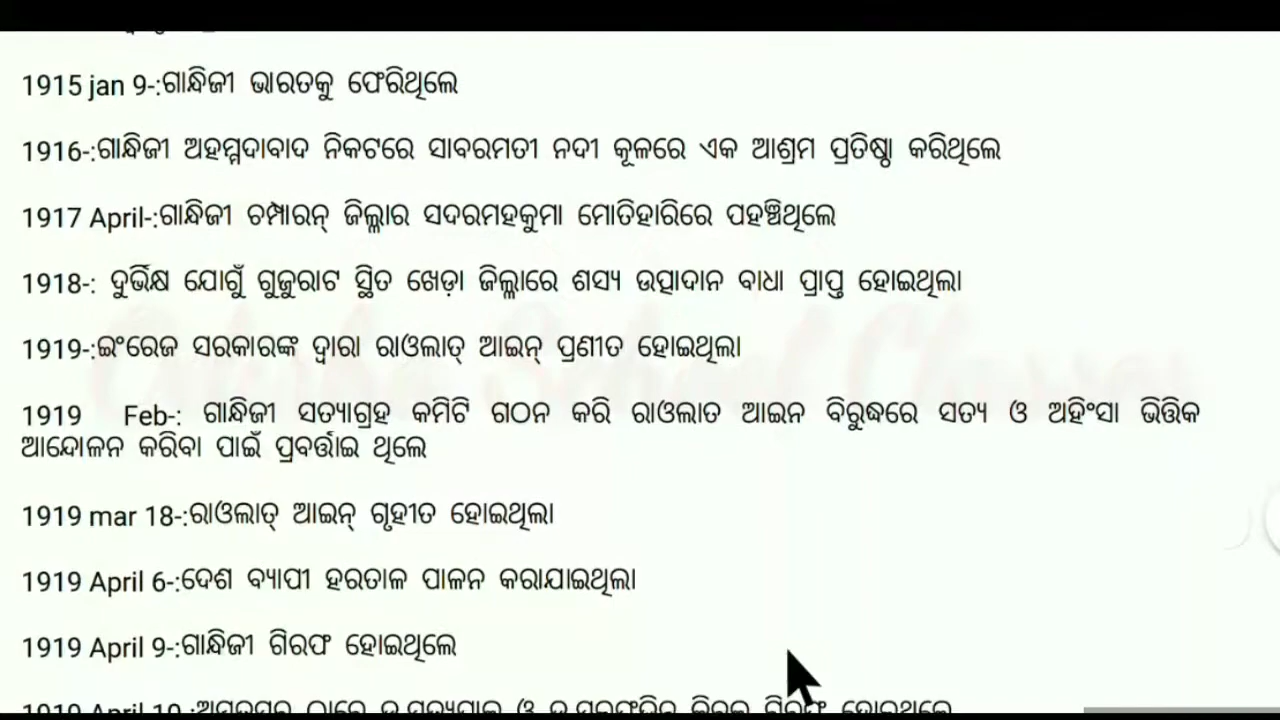 1915 jan 9-:ଗାନ୍ଧିଜୀ ଭାରତକୁ ଫେରିଥିଲେ
1916-:ଗାନ୍ଧିଜୀ ଅହମ୍ମଦାବାଦ ନିକଟରେ ସାବରମତୀ ନଦୀ କୂଳରେ ଏକ ଆଶ୍ରମ ପ୍ରତିଷ୍ଠା କରିଥିଲେ
1917 April-:ଗାନ୍ଧିଜୀ ଚମ୍ପାରନ୍ ଜିଲ୍ଲାର ସଦରମହକୁମା ମୋତିହାରିରେ ପହଞ୍ଚିଥିଲେ
1918-: ଦୁର୍ଭିକ୍ଷ ଯୋଗୁଁ ଗୁଜୁରାଟ ସ୍ଥିତ ଖେଡ଼ା ଜିଲ୍ଲାରେ ଶସ୍ୟ ଉତ୍ପାଦାନ ବାଧା ପ୍ରାପ୍ତ ହୋଇଥିଲା
1919-:ଇଂରେଜ ସରକାରଙ୍କ ଦ୍ଵାରା ରାଓଲାତ୍ ଆଇନ୍ ପ୍ରଣୀତ ହୋଇଥିଲା
1919 Feb-: ଗାନ୍ଧିଜୀ ସତ୍ୟାଗ୍ରହ କମିଟି ଗଠନ କରି ରାଓଲାତ ଆଇନ ବିରୁଦ୍ଧରେ ସତ୍ୟ ଓ ଅହିଂସା ଭିତ୍ତିକ
ଆନ୍ଦୋଳନ କରିବା ପାଇଁ ପ୍ରବର୍ତ୍ତାଇ ଥିଲେ
1919 mar 18-:ରାଓଲାତ୍ ଆଇନ୍ ଗୃହୀତ ହୋଇଥିଲା
1919 April 6-:ଦେଶ ବ୍ୟାପୀ ହରତାଳ ପାଳନ କରାଯାଇଥିଲା
1919 April 9-:ଗାନ୍ଧିଜୀ ଗିରଫ ହୋଇଥିଲେ